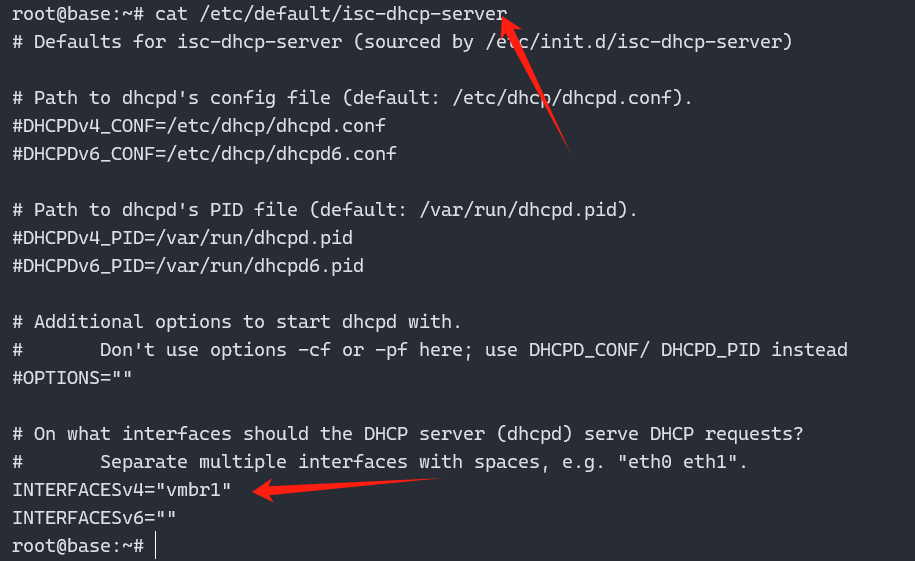 root@base:~# cat /etc/default/isc-dhcp-server
# Defaults for isc-dhcp-server (sourced by /etc/init.d/isc-dhcp-server)
# Path to dhcpd's config file (default: /etc/dhcp/dhcpd.conf).
#DHCPDv4_CONF=/etc/dhcp/dhcpd.conf
#DHCPDv6_CONF=/etc/dhcp/dhcpd6.conf
# Path to dhcpd's PID file (default: /var/run/dhcpd.pid).
#DHCPDv4_PID=/var/run/dhcpd.pid
#DHCPDv6_PID=/var/run/dhcpd6.pid
# Additional options to start dhcpd with.
#       Don't use options -cf or -pf here; use DHCPD_CONF/ DHCPD_PID instead
#OPTIONS=""
# On what interfaces should the DHCP server (dhcpd) serve DHCP requests?
#       Separate multiple interfaces with spaces, e.g. "eth0 eth1".
INTERFACESv4="vmbr1"
INTERFACESv6=""
root@base:~#